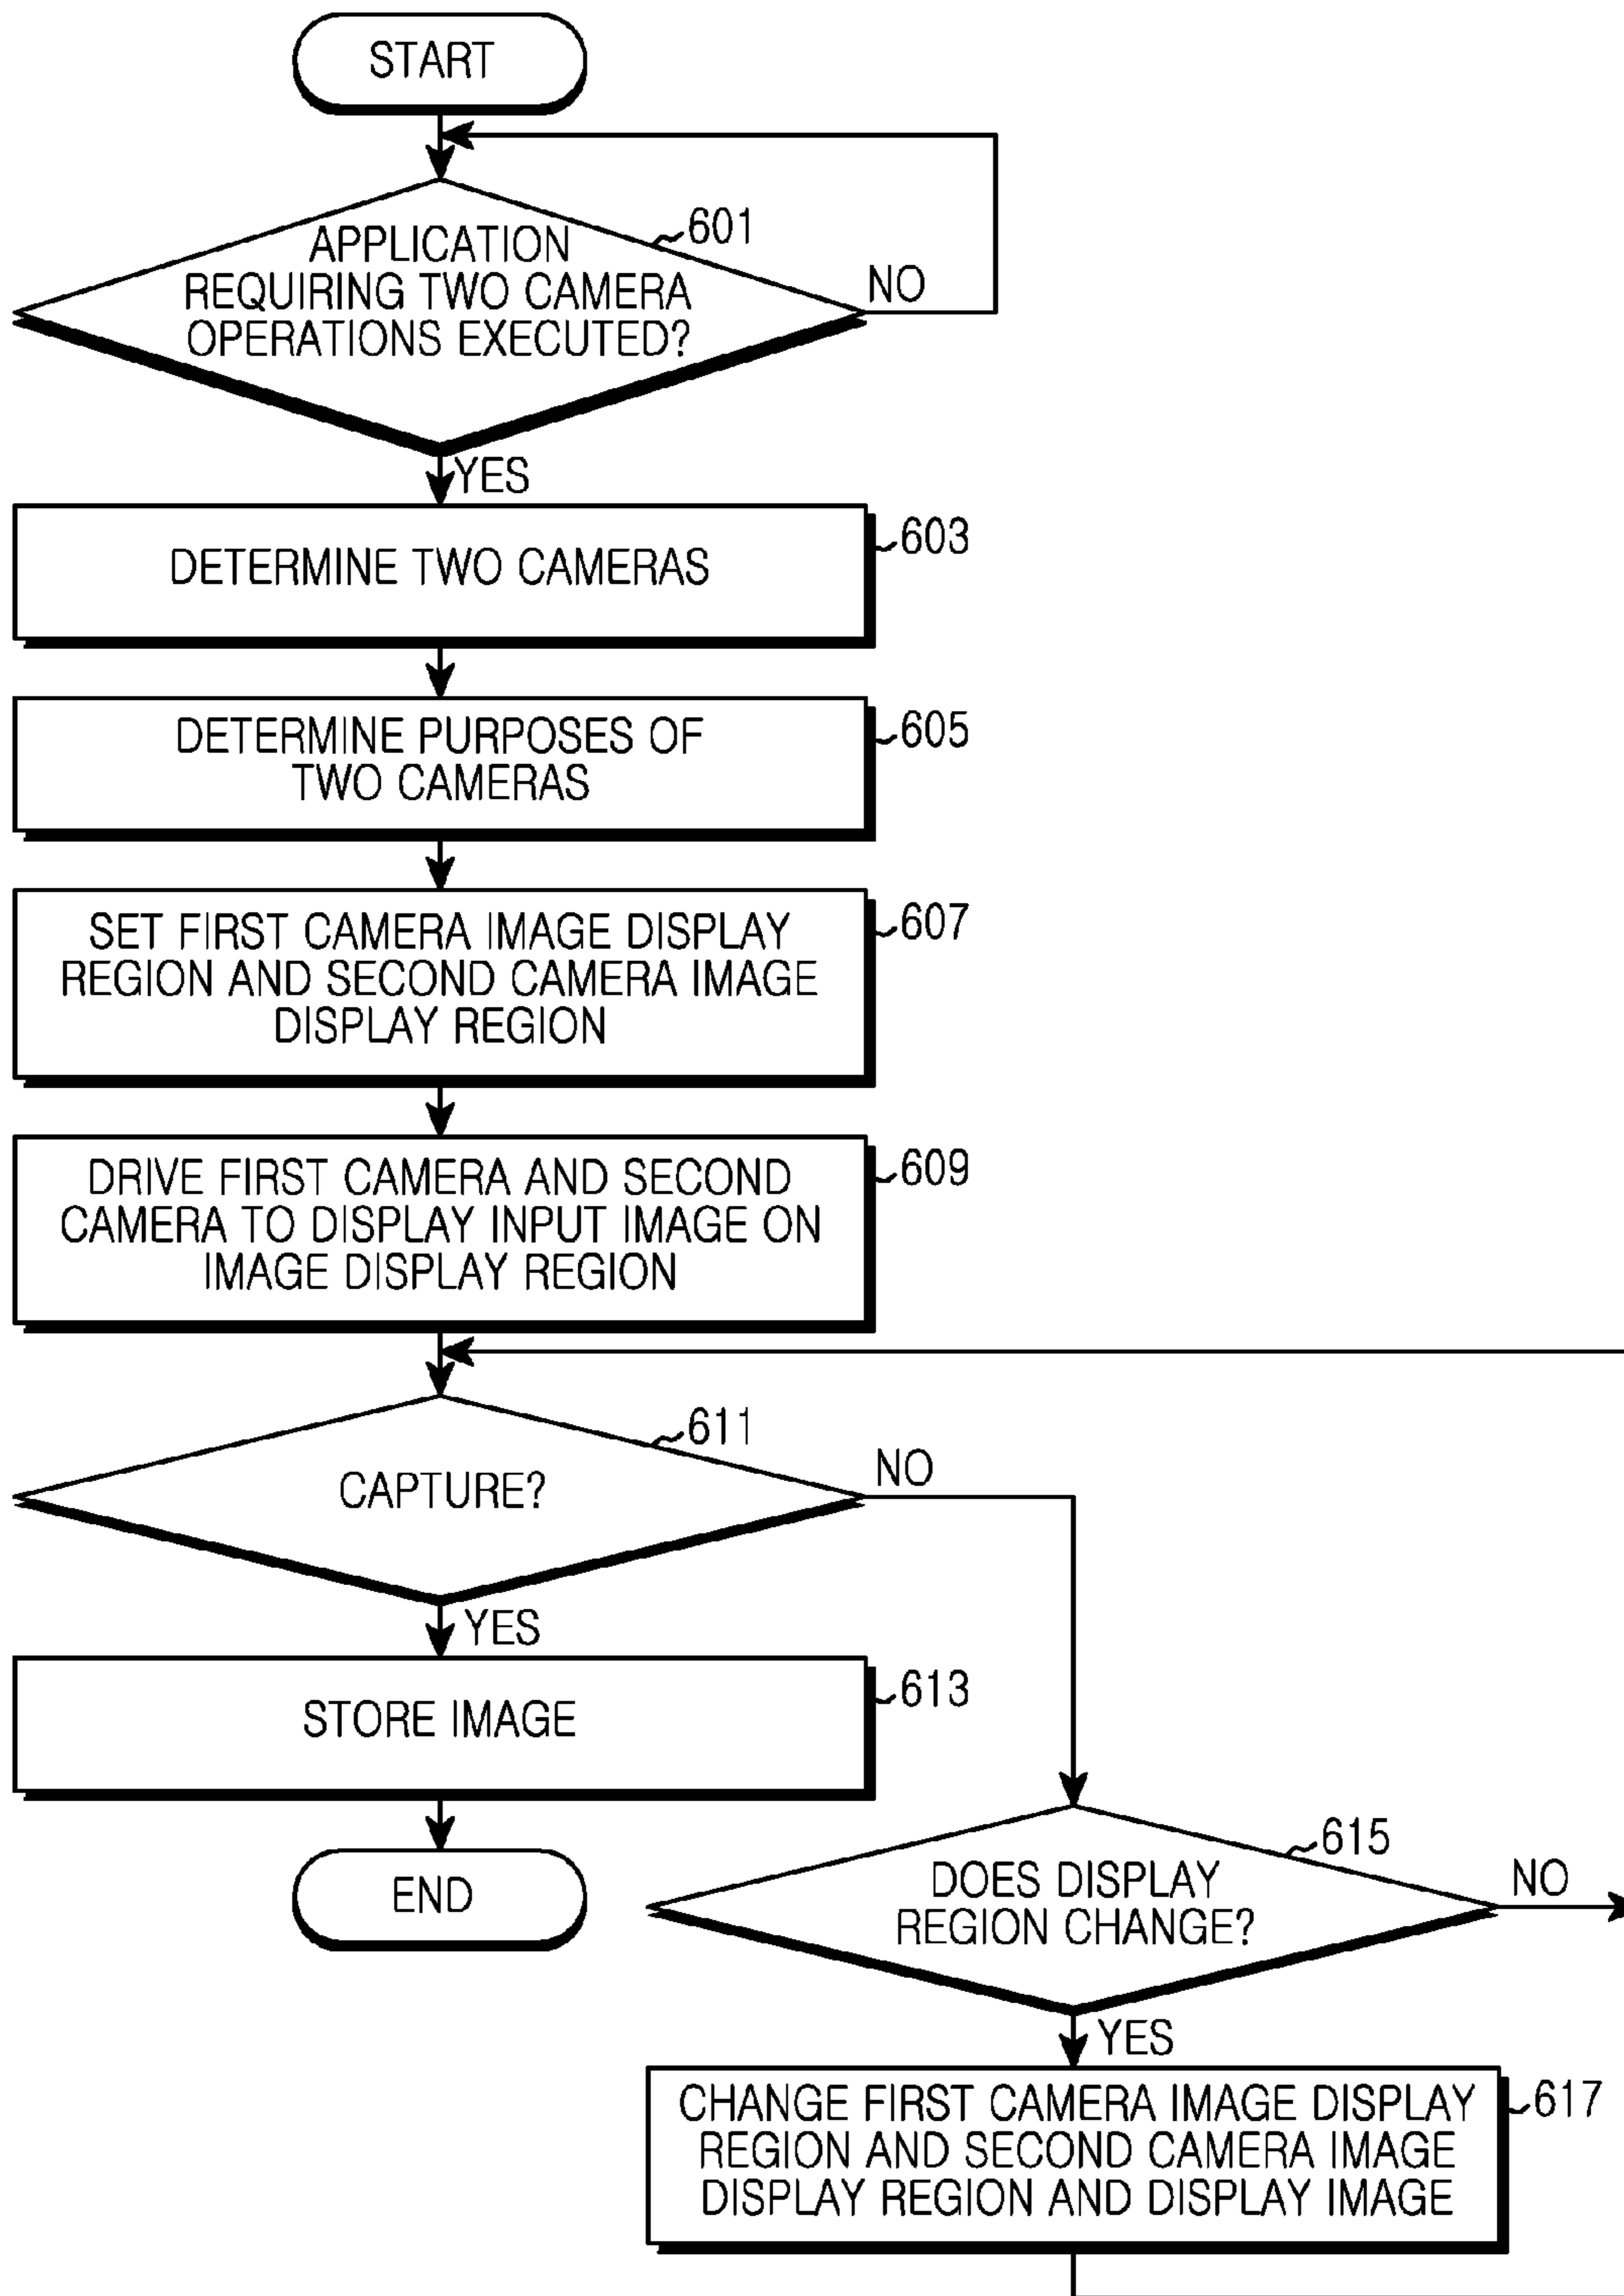 START
601
APPLICATION
REQUIRING TWO CAMERA
OPERATIONS EXECUTED?
NO
YES
603
DETERMINE TWO CAMERAS
605
DETERMINE PURPOSES OF
TWO CAMERAS
607
SET FIRST CAMERA IMAGE DISPLAY
REGION AND SECOND CAMERA IMAGE
DISPLAY REGION
609
DRIVE FIRST CAMERA AND SECOND
CAMERA TO DISPLAY INPUT IMAGE ON
IMAGE DISPLAY REGION
611
CAPTURE?
NO
YES
613
STORE IMAGE
END
615
DOES DISPLAY
REGION CHANGE?
NO
YES
617
CHANGE FIRST CAMERA IMAGE DISPLAY
REGION AND SECOND CAMERA IMAGE
DISPLAY REGION AND DISPLAY IMAGE